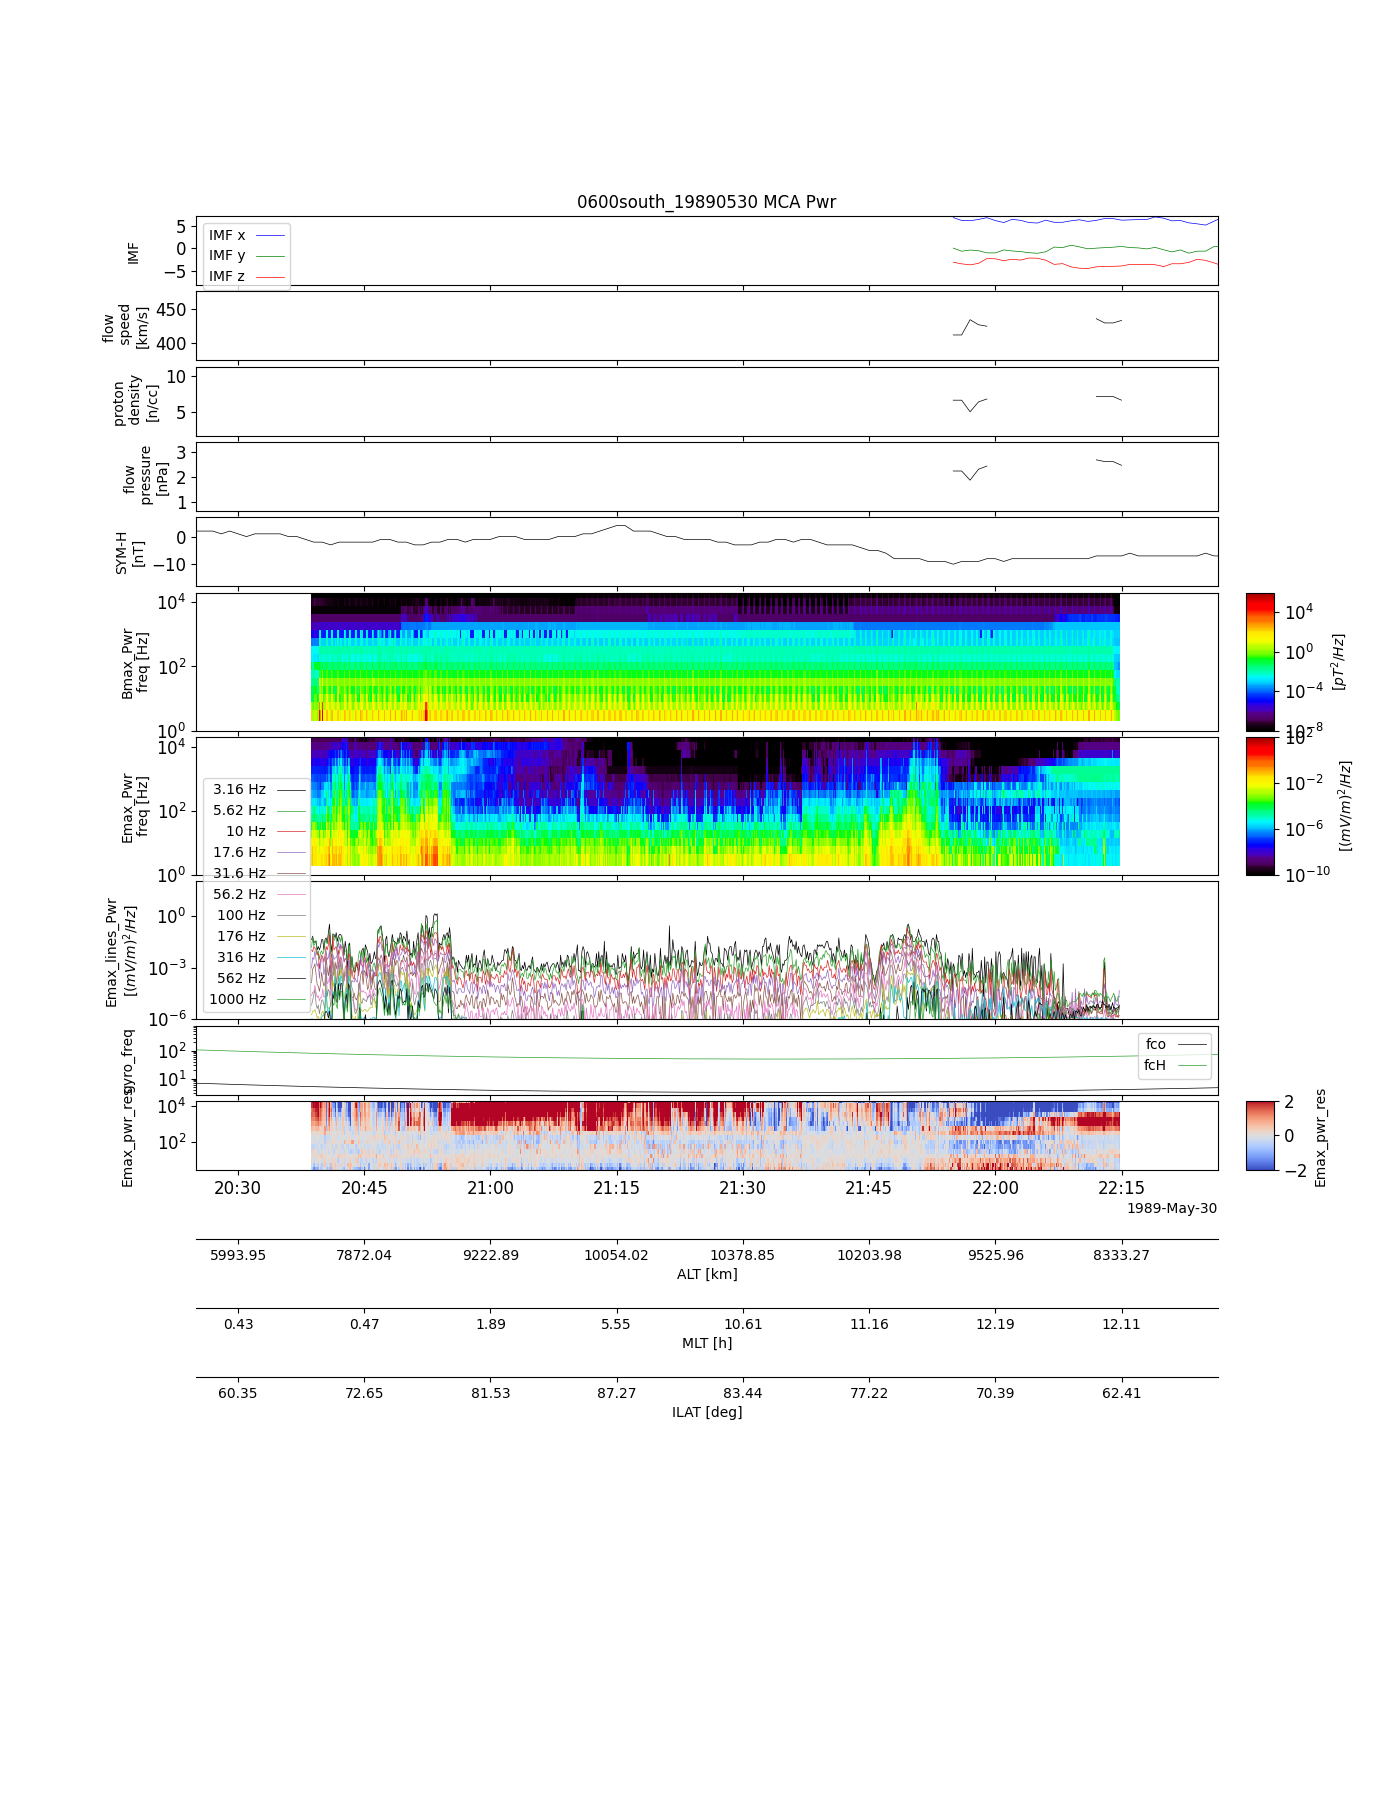 0600south_19890530 MCA Pwr
IMF
5
0
−5
IMF x
IMF y
IMF z
flow
speed
[km/s]
450
400
proton
density
[n/cc]
10
5
flow
pressure
[nPa]
3
2
1
SYM-H
[nT]
0
−10
Bmax_Pwr
freq [Hz]
10^4
10^2
10^0
10^4
10^0
10^−4
10^−8
[pT^2/Hz]
Emax_Pwr
freq [Hz]
10^4
10^2
10^0
10^2
10^−2
10^−6
10^−10
[(mV/m)^2/Hz]
3.16 Hz
5.62 Hz
10 Hz
17.6 Hz
31.6 Hz
56.2 Hz
100 Hz
176 Hz
316 Hz
562 Hz
1000 Hz
Emax_lines_Pwr
[(mV/m)^2/Hz]
10^0
10^−3
10^−6
gyro_freq
10^2
10^1
fco
fcH
Emax_pwr_res
10^4
10^2
2
0
−2
Emax_pwr_res
20:30 20:45 21:00 21:15 21:30 21:45 22:00 22:15
1989-May-30
5993.95 7872.04 9222.89 10054.02 10378.85 10203.98 9525.96 8333.27
ALT [km]
0.43 0.47 1.89 5.55 10.61 11.16 12.19 12.11
MLT [h]
60.35 72.65 81.53 87.27 83.44 77.22 70.39 62.41
ILAT [deg]